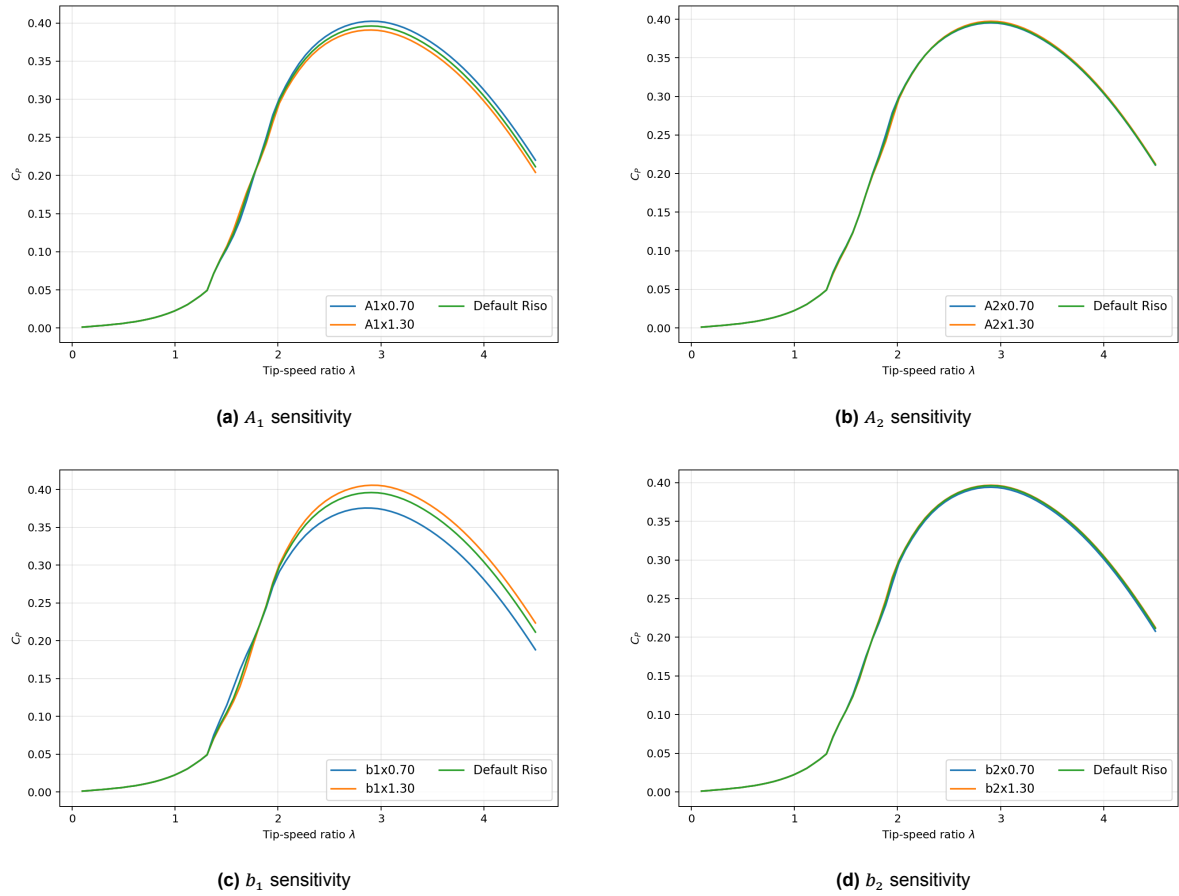 0.40
0.35
0.30
0.25
0.20
0.15
0.10
0.05
0.00
C_P
A1x0.70
A1x1.30
Default Riso
0 1 2 3 4
Tip-speed ratio λ
(a) A₁ sensitivity
0.40
0.35
0.30
0.25
0.20
0.15
0.10
0.05
0.00
C_P
A2x0.70
A2x1.30
Default Riso
0 1 2 3 4
Tip-speed ratio λ
(b) A₂ sensitivity
0.40
0.35
0.30
0.25
0.20
0.15
0.10
0.05
0.00
C_P
b1x0.70
b1x1.30
Default Riso
0 1 2 3 4
Tip-speed ratio λ
(c) b₁ sensitivity
0.40
0.35
0.30
0.25
0.20
0.15
0.10
0.05
0.00
C_P
b2x0.70
b2x1.30
Default Riso
0 1 2 3 4
Tip-speed ratio λ
(d) b₂ sensitivity